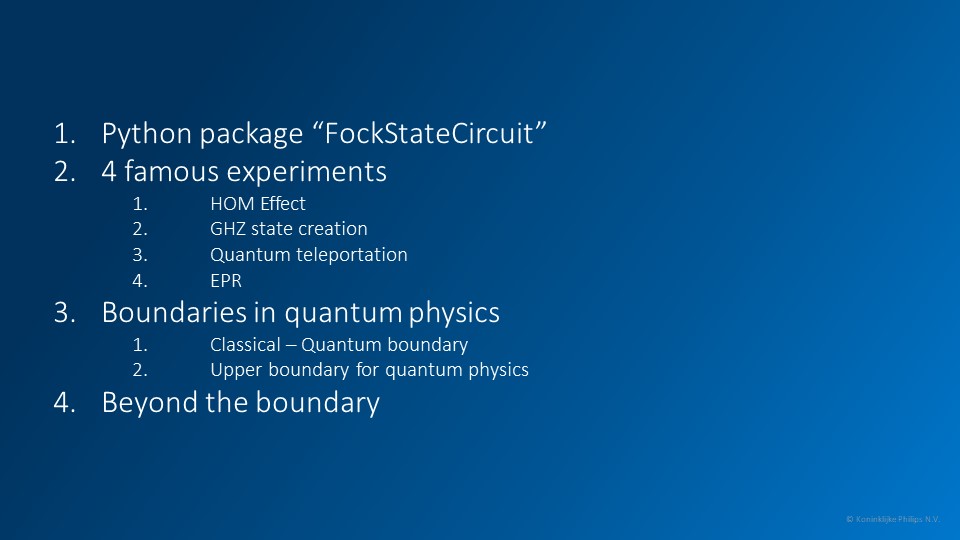 1. Python package “FockStateCircuit”
2. 4 famous experiments
1. HOM Effect
2. GHZ state creation
3. Quantum teleportation
4. EPR
3. Boundaries in quantum physics
1. Classical – Quantum boundary
2. Upper boundary for quantum physics
4. Beyond the boundary
© Koninklijke Philips N.V.